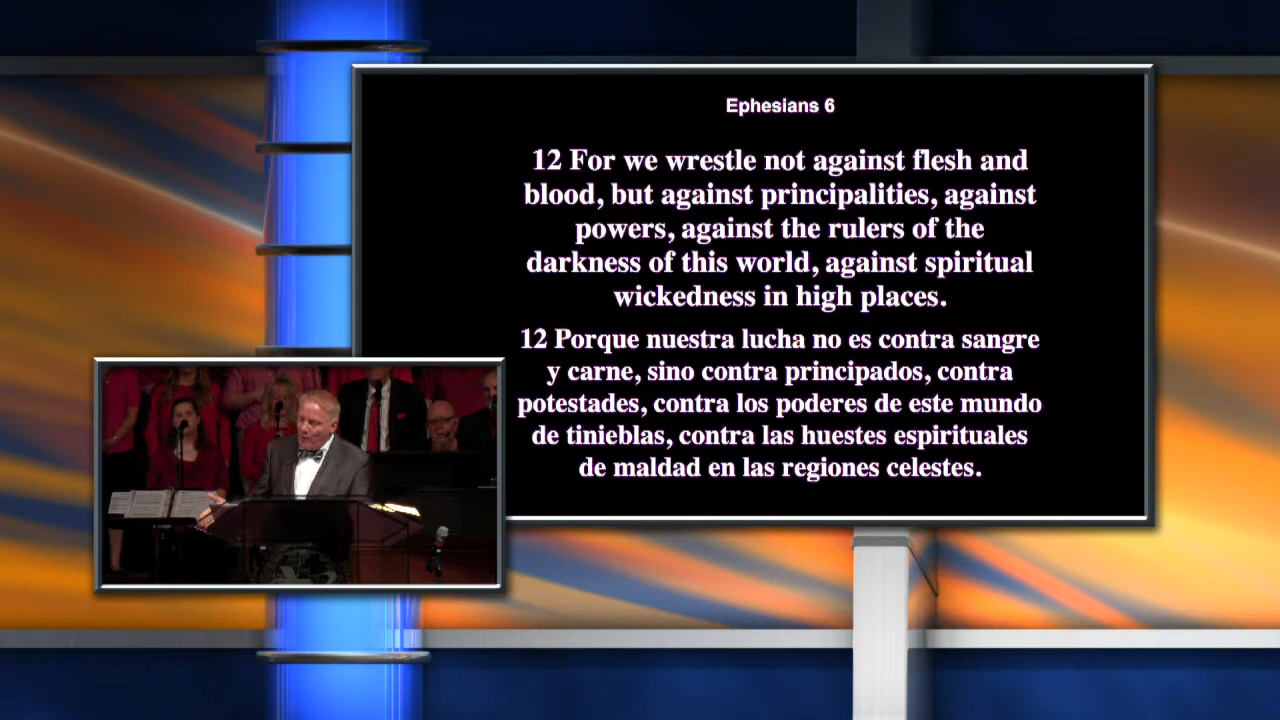 Ephesians 6
12 For we wrestle not against flesh and
blood, but against principalities, against
powers, against the rulers of the
darkness of this world, against spiritual
wickedness in high places.
12 Porque nuestra lucha no es contra sangre
y carne, sino contra principados, contra
potestades, contra los poderes de este mundo
de tinieblas, contra las huestes espirituales
de maldad en las regiones celestes.